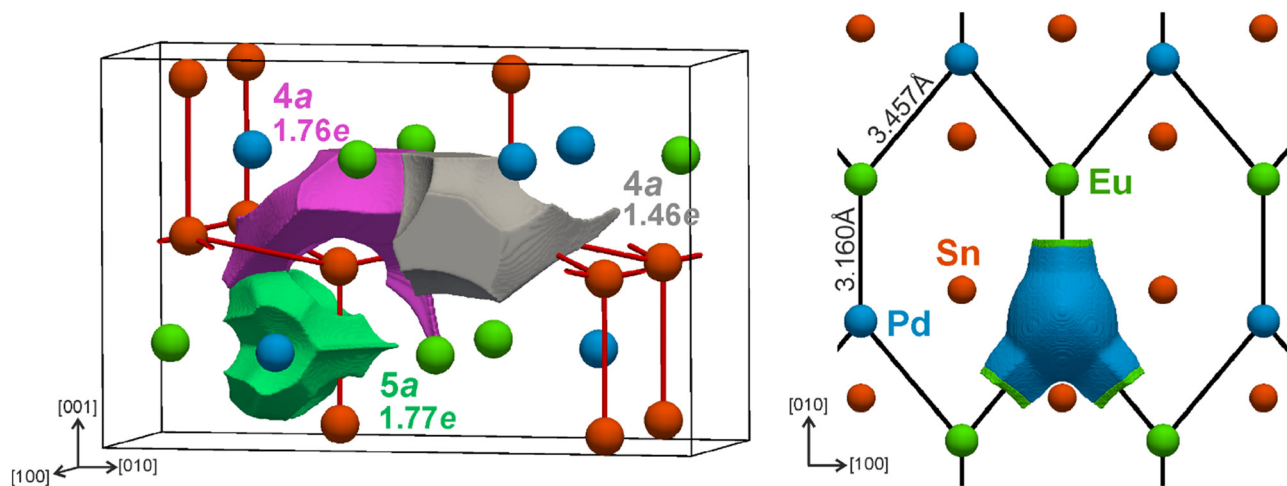 4a
1.76e
4a
1.46e
5a
1.77e
[001]
[100]
[010]
3.457Å
Eu
3.160Å
Sn
Pd
[010]
[100]